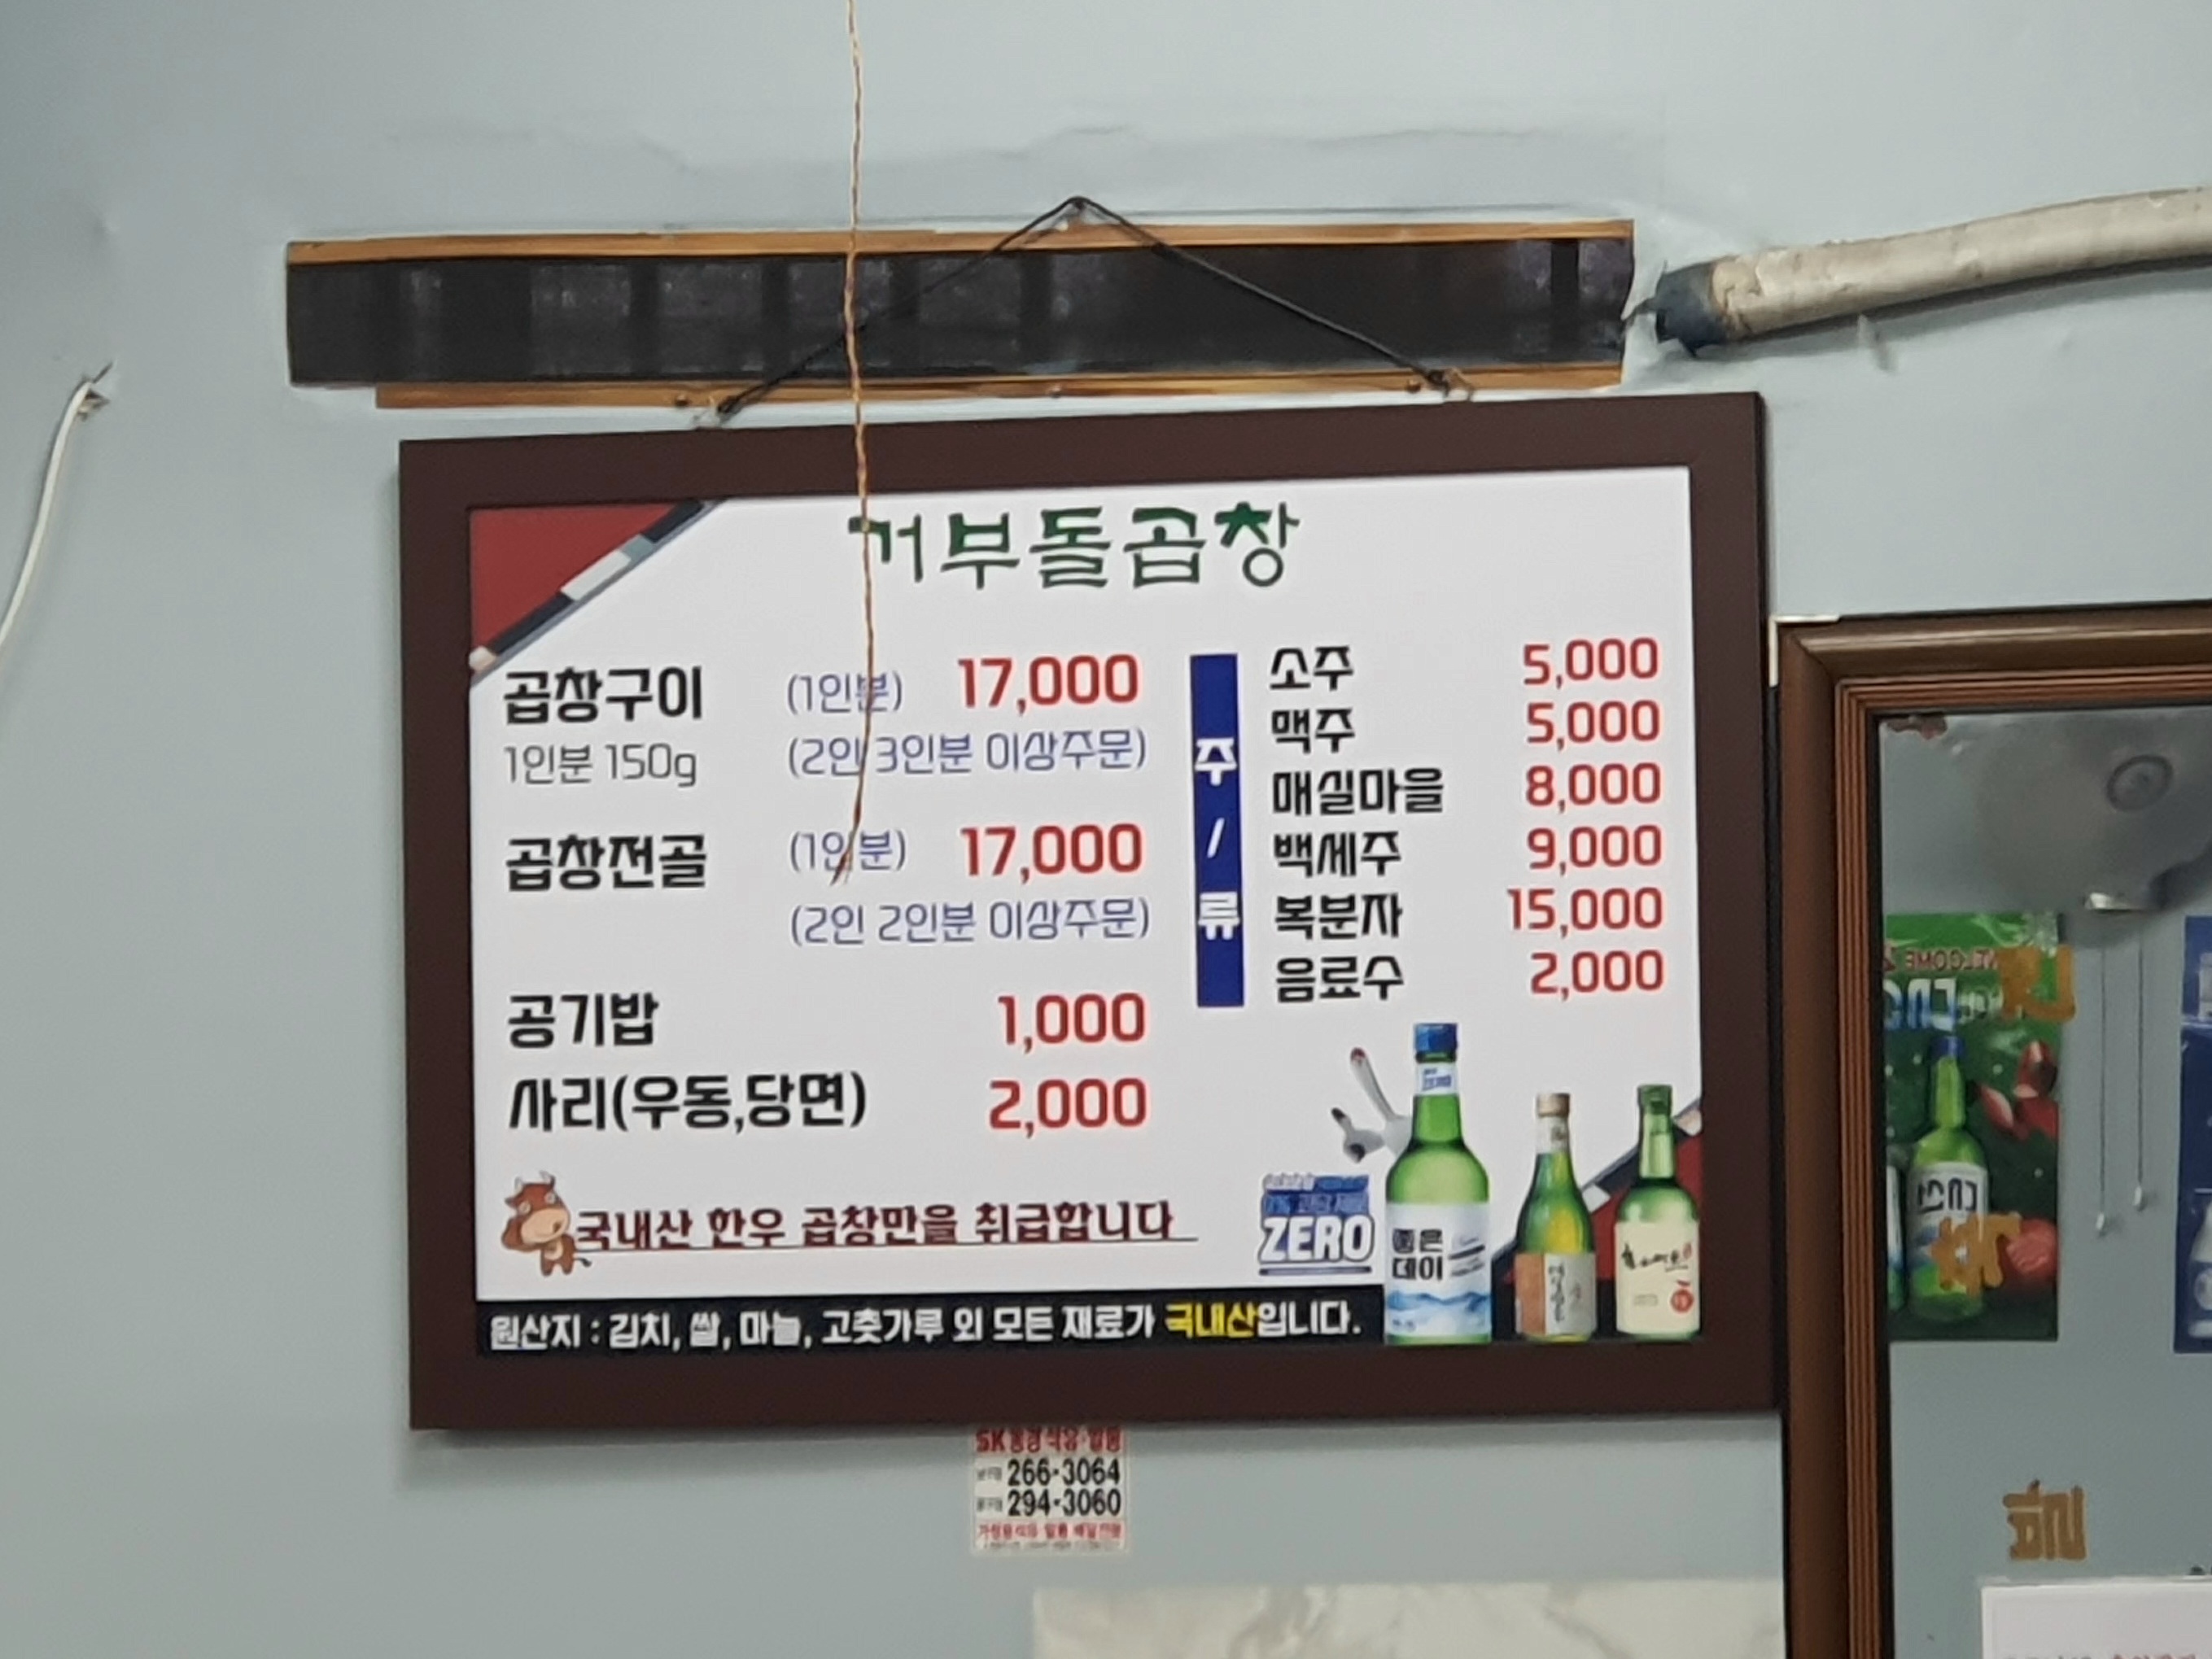 거부돌곱창
곱창구이 (1인분) 17,000
1인분 150g (2인 3인분 이상주문)
곱창전골 (1인분) 17,000
(2인 2인분 이상주문)
공기밥 1,000
사리(우동,당면) 2,000
국내산 한우 곱창만을 취급합니다
주/류
소주 5,000
맥주 5,000
매실마을 8,000
백세주 9,000
복분자 15,000
음료수 2,000
ZERO
좋은
데이
원산지 : 김치, 쌀, 마늘, 고춧가루 외 모든 재료가 국내산입니다.
SK
266-3064
294-3060
WELCOME